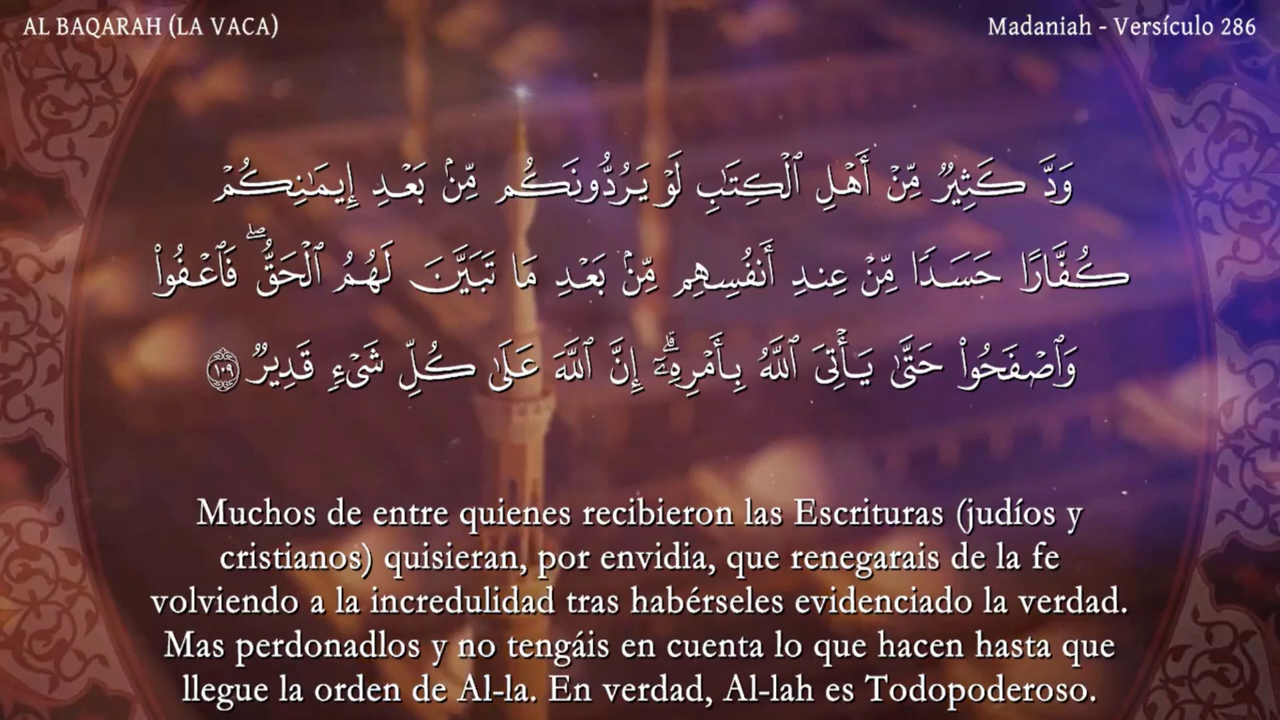 AL BAQARAH (LA VACA)
Madaniah - Versículo 286
وَدَّ كَثِيرٌ مِّنْ أَهْلِ ٱلْكِتَٰبِ لَوْ يَرُدُّونَكُم مِّنۢ بَعْدِ إِيمَٰنِكُمْ
كُفَّارًا حَسَدًا مِّنْ عِندِ أَنفُسِهِم مِّنۢ بَعْدِ مَا تَبَيَّنَ لَهُمُ ٱلْحَقُّ ۖ فَٱعْفُوا۟
وَٱصْفَحُوا۟ حَتَّىٰ يَأْتِىَ ٱللَّهُ بِأَمْرِهِۦٓ ۗ إِنَّ ٱللَّهَ عَلَىٰ كُلِّ شَىْءٍ قَدِيرٌ ١٠٩
Muchos de entre quienes recibieron las Escrituras (judíos y
cristianos) quisieran, por envidia, que renegarais de la fe
volviendo a la incredulidad tras habérseles evidenciado la verdad.
Mas perdonadlos y no tengáis en cuenta lo que hacen hasta que
llegue la orden de Al-la. En verdad, Al-lah es Todopoderoso.